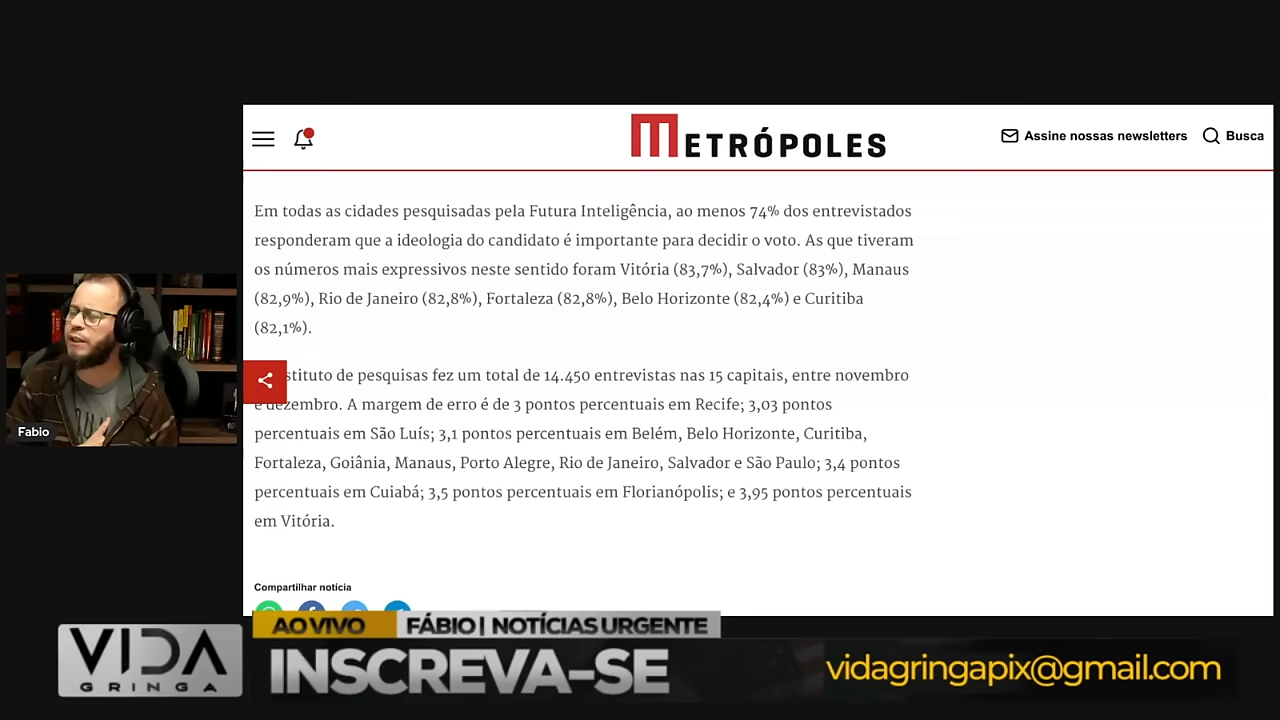 METRÓPOLES
Assine nossas newsletters
Busca
Em todas as cidades pesquisadas pela Futura Inteligência, ao menos 74% dos entrevistados
responderam que a ideologia do candidato é importante para decidir o voto. As que tiveram
os números mais expressivos neste sentido foram Vitória (83,7%), Salvador (83%), Manaus
(82,9%), Rio de Janeiro (82,8%), Fortaleza (82,8%), Belo Horizonte (82,4%) e Curitiba
(82,1%).
stituto de pesquisas fez um total de 14.450 entrevistas nas 15 capitais, entre novembro
e dezembro. A margem de erro é de 3 pontos percentuais em Recife; 3,03 pontos
percentuais em São Luís; 3,1 pontos percentuais em Belém, Belo Horizonte, Curitiba,
Fortaleza, Goiânia, Manaus, Porto Alegre, Rio de Janeiro, Salvador e São Paulo; 3,4 pontos
percentuais em Cuiabá; 3,5 pontos percentuais em Florianópolis; e 3,95 pontos percentuais
em Vitória.
Fabio
Compartilhar notícia
AO VIVO
FÁBIO | NOTÍCIAS URGENTE
VIDA
GRINGA
INSCREVA-SE
vidagringapix@gmail.com